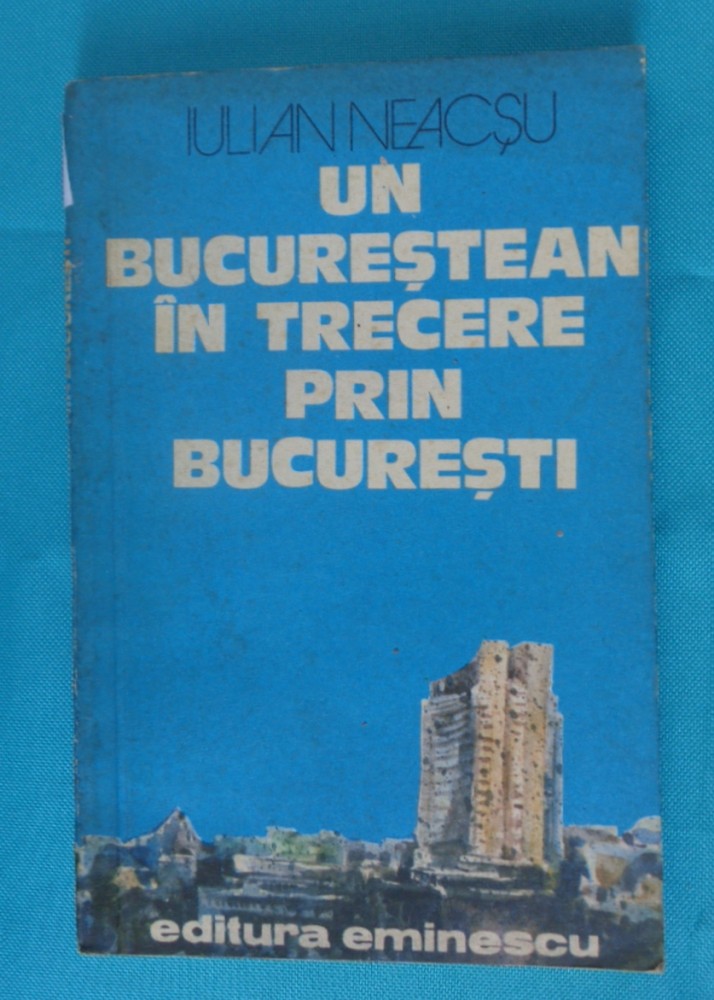 IULIAN NEACȘU
UN
BUCUREȘTEAN
ÎN TRECERE
PRIN
BUCUREȘTI
editura eminescu